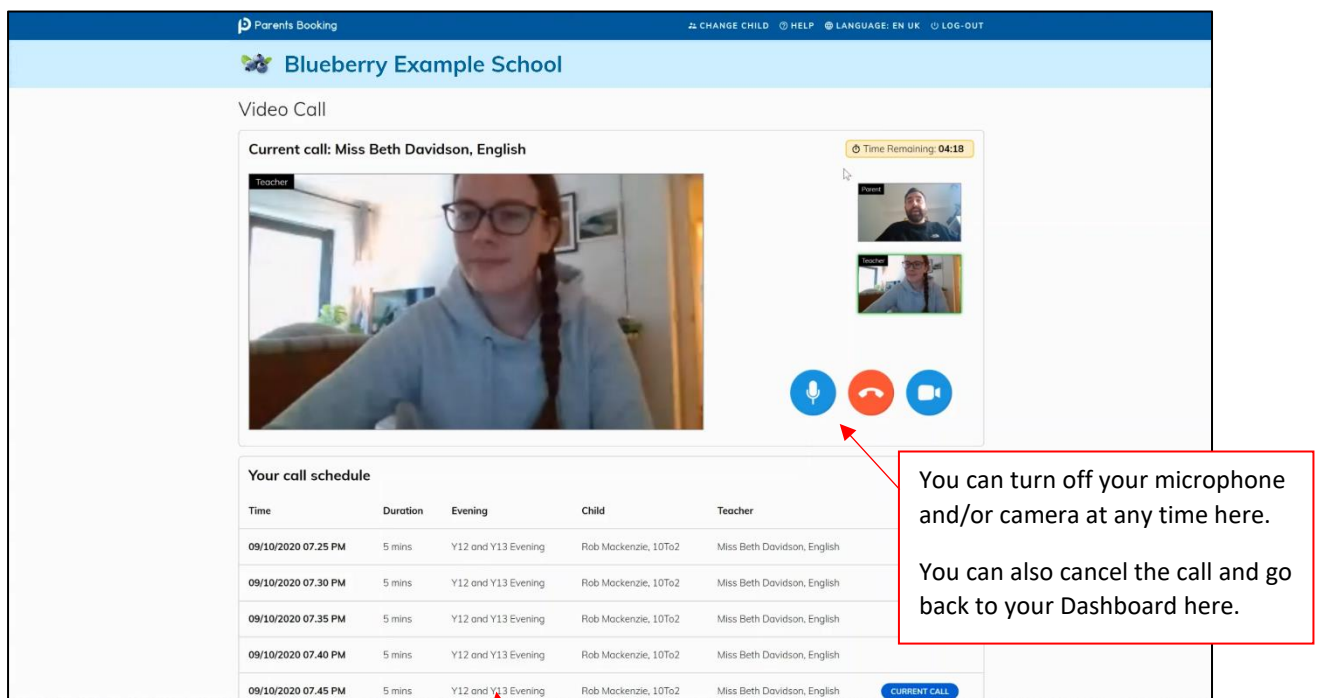 Parents Booking
CHANGE CHILD HELP LANGUAGE: EN UK LOG-OUT
Blueberry Example School
Video Call
Current call: Miss Beth Davidson, English
Time Remaining: 04:18
Teacher
Parent
Teacher
You can turn off your microphone
and/or camera at any time here.
You can also cancel the call and go
back to your Dashboard here.
Your call schedule
Time Duration Evening Child Teacher
09/10/2020 07.25 PM 5 mins Y12 and Y13 Evening Rob Mackenzie, 10To2 Miss Beth Davidson, English
09/10/2020 07.30 PM 5 mins Y12 and Y13 Evening Rob Mackenzie, 10To2 Miss Beth Davidson, English
09/10/2020 07.35 PM 5 mins Y12 and Y13 Evening Rob Mackenzie, 10To2 Miss Beth Davidson, English
09/10/2020 07.40 PM 5 mins Y12 and Y13 Evening Rob Mackenzie, 10To2 Miss Beth Davidson, English
09/10/2020 07.45 PM 5 mins Y12 and Y13 Evening Rob Mackenzie, 10To2 Miss Beth Davidson, English CURRENT CALL